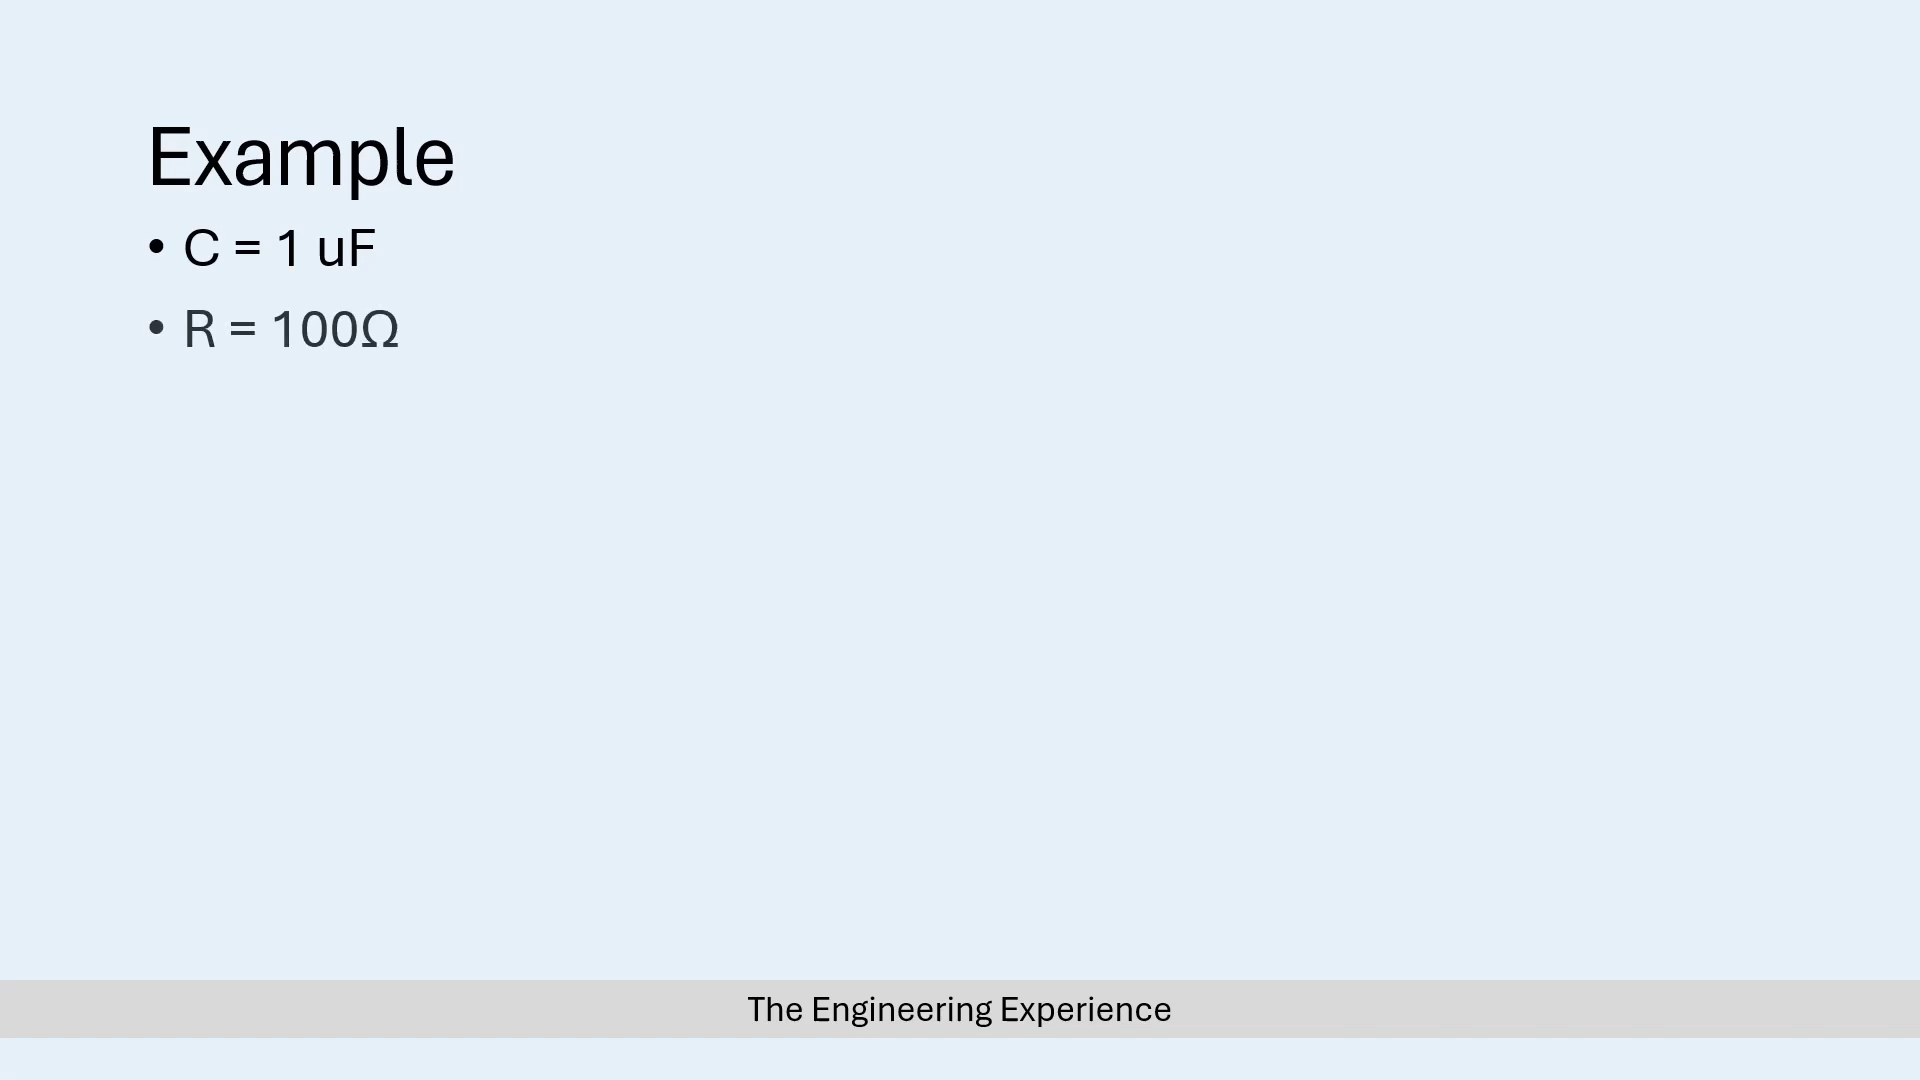 Example
• C = 1 uF
• R = 100Ω
The Engineering Experience